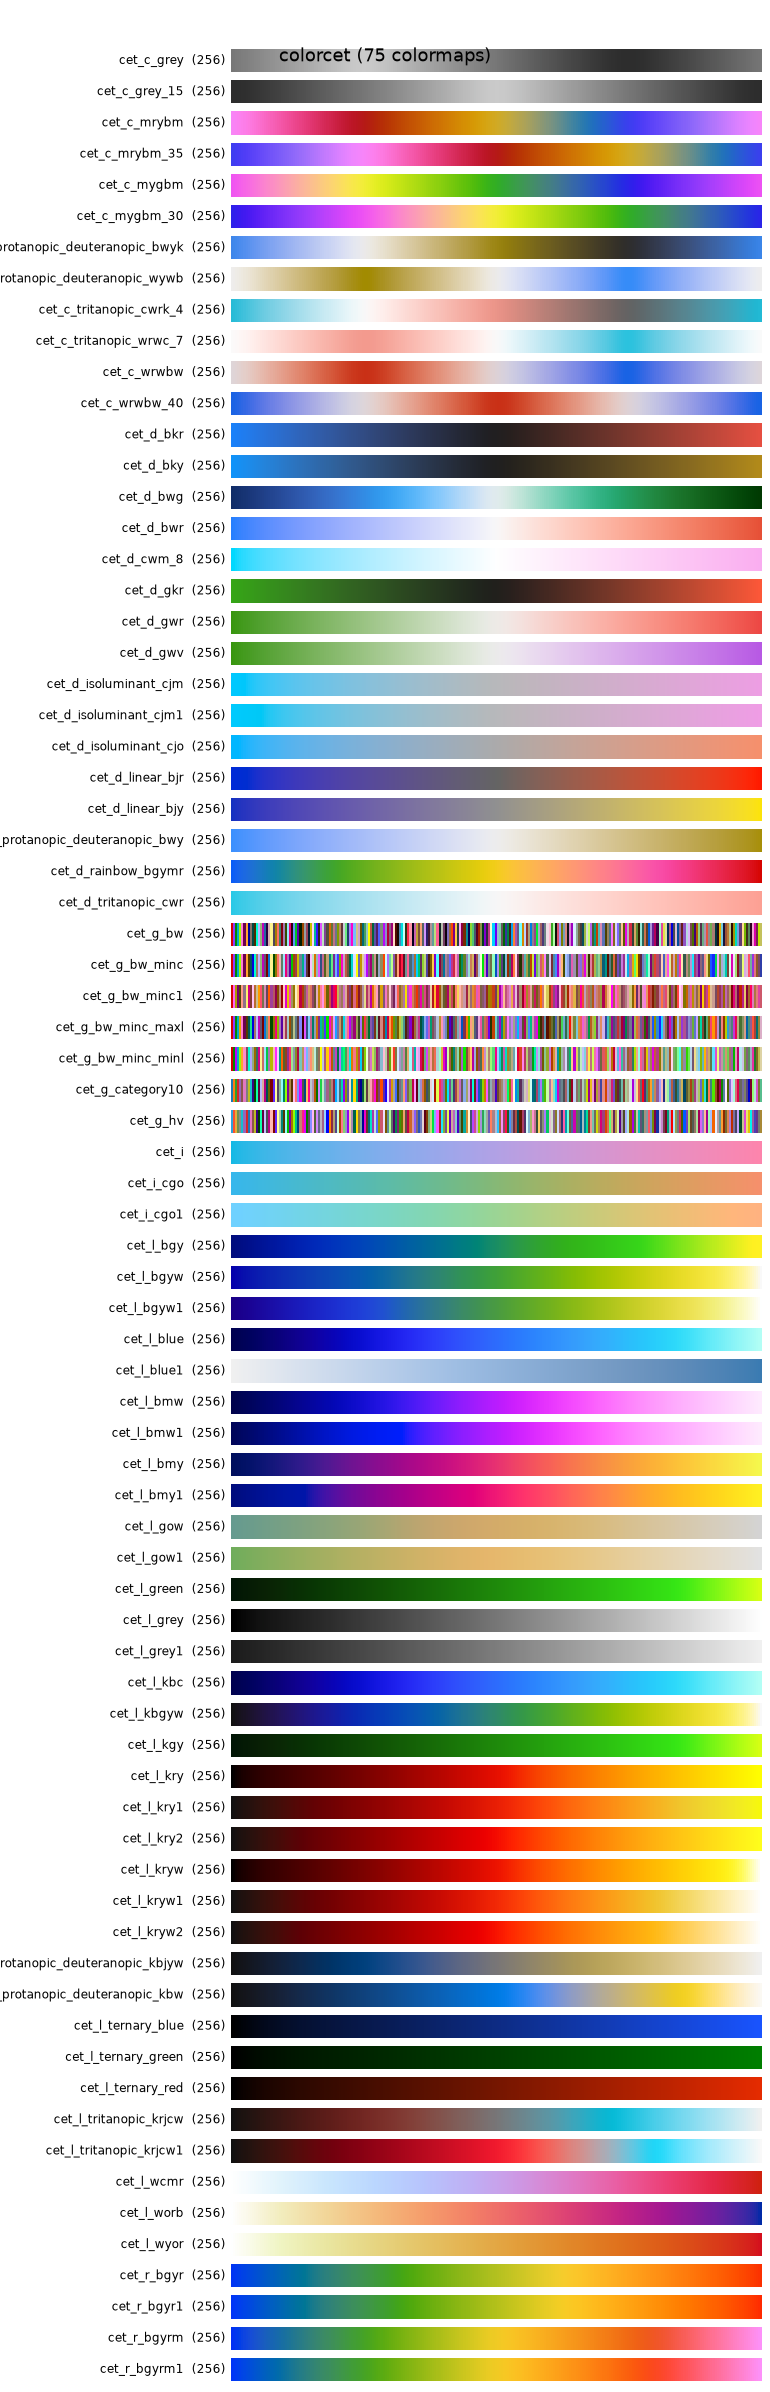 colorcet (75 colormaps)
cet_c_grey (256)
cet_c_grey_15 (256)
cet_c_mrybm (256)
cet_c_mrybm_35 (256)
cet_c_mygbm (256)
cet_c_mygbm_30 (256)
rotanopic_deuteranopic_bwyk (256)
rotanopic_deuteranopic_wywb (256)
cet_c_tritanopic_cwrk_4 (256)
cet_c_tritanopic_wrwc_7 (256)
cet_c_wrwbw (256)
cet_c_wrwbw_40 (256)
cet_d_bkr (256)
cet_d_bky (256)
cet_d_bwg (256)
cet_d_bwr (256)
cet_d_cwm_8 (256)
cet_d_gkr (256)
cet_d_gwr (256)
cet_d_gwv (256)
cet_d_isoluminant_cjm (256)
cet_d_isoluminant_cjm1 (256)
cet_d_isoluminant_cjo (256)
cet_d_linear_bjr (256)
cet_d_linear_bjy (256)
_protanopic_deuteranopic_bwy (256)
cet_d_rainbow_bgymr (256)
cet_d_tritanopic_cwr (256)
cet_g_bw (256)
cet_g_bw_minc (256)
cet_g_bw_minc1 (256)
cet_g_bw_minc_maxl (256)
cet_g_bw_minc_minl (256)
cet_g_category10 (256)
cet_g_hv (256)
cet_i (256)
cet_i_cgo (256)
cet_i_cgo1 (256)
cet_l_bgy (256)
cet_l_bgyw (256)
cet_l_bgyw1 (256)
cet_l_blue (256)
cet_l_blue1 (256)
cet_l_bmw (256)
cet_l_bmw1 (256)
cet_l_bmy (256)
cet_l_bmy1 (256)
cet_l_gow (256)
cet_l_gow1 (256)
cet_l_green (256)
cet_l_grey (256)
cet_l_grey1 (256)
cet_l_kbc (256)
cet_l_kbgyw (256)
cet_l_kgy (256)
cet_l_kry (256)
cet_l_kry1 (256)
cet_l_kry2 (256)
cet_l_kryw (256)
cet_l_kryw1 (256)
cet_l_kryw2 (256)
rotanopic_deuteranopic_kbjyw (256)
_protanopic_deuteranopic_kbw (256)
cet_l_ternary_blue (256)
cet_l_ternary_green (256)
cet_l_ternary_red (256)
cet_l_tritanopic_krjcw (256)
cet_l_tritanopic_krjcw1 (256)
cet_l_wcmr (256)
cet_l_worb (256)
cet_l_wyor (256)
cet_r_bgyr (256)
cet_r_bgyr1 (256)
cet_r_bgyrm (256)
cet_r_bgyrm1 (256)